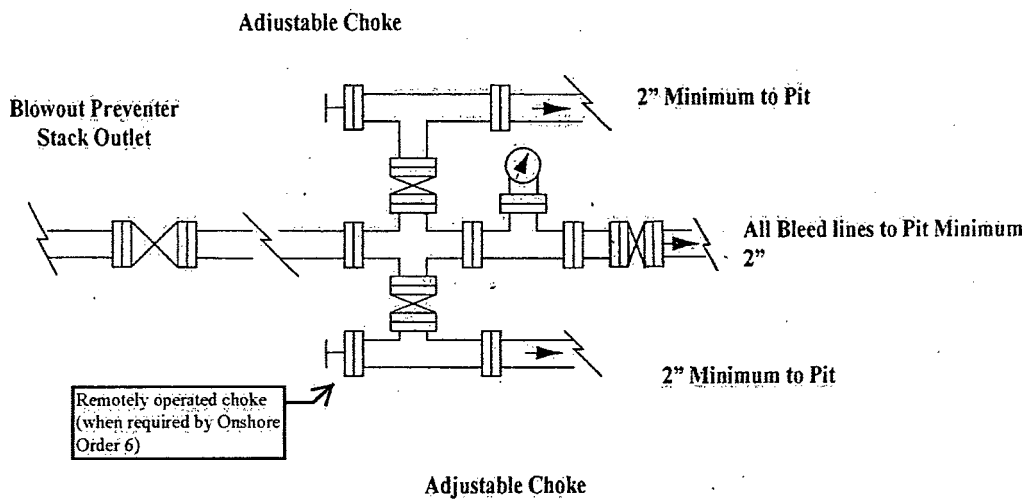 Adjustable Choke
Blowout Preventer
Stack Outlet
2" Minimum to Pit
All Bleed lines to Pit Minimum
2"
2" Minimum to Pit
Remotely operated choke
(when required by Onshore
Order 6)
Adjustable Choke